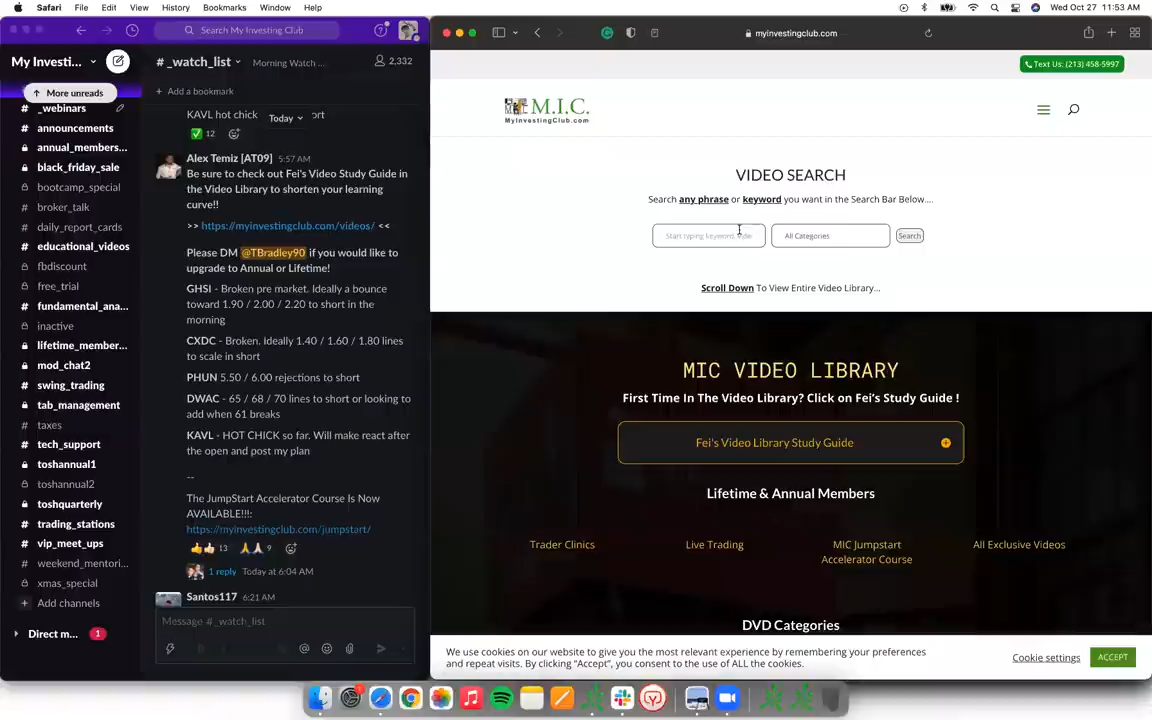 Safari File Edit View History Bookmarks Window Help Wed Oct 27 11:53 AM
Search My Investing Club
My Investi...
More unreads
# _webinars
# announcements
annual_members...
black_friday_sale
bootcamp_special
# broker_talk
# daily_report_cards
# educational_videos
fbdiscount
free_trial
# fundamental_ana...
inactive
lifetime_member...
mod_chat2
# swing_trading
tab_management
# taxes
# tech_support
toshannual1
toshannual2
toshquarterly
# trading_stations
# vip_meet_ups
# weekend_mentori...
xmas_special
+ Add channels
Direct m... 1
# _watch_list
Morning Watch ...
2,332
+ Add a bookmark
KAVL hot chick
Today
12
Alex Temiz [AT09] 5:57 AM
Be sure to check out Fei's Video Study Guide in
the Video Library to shorten your learning
curve!!
>> https://myinvestingclub.com/videos/ <<
Please DM @TBradley90 if you would like to
upgrade to Annual or Lifetime!
GHSI - Broken pre market. Ideally a bounce
toward 1.90 / 2.00 / 2.20 to short in the
morning
CXDC - Broken. Ideally 1.40 / 1.60 / 1.80 lines
to scale in short
PHUN 5.50 / 6.00 rejections to short
DWAC - 65 / 68 / 70 lines to short or looking to
add when 61 breaks
KAVL - HOT CHICK so far. Will make react after
the open and post my plan
--
The JumpStart Accelerator Course Is Now
AVAILABLE!!!:
https://myinvestingclub.com/jumpstart/
13 9
1 reply Today at 6:04 AM
Santos117 6:21 AM
Message # _watch_list
myinvestingclub.com
Text Us: (213) 458-5997
M.I.C.
MyInvestingClub.com
VIDEO SEARCH
Search any phrase or keyword you want in the Search Bar Below....
Start typing keyword
All Categories
Search
Scroll Down To View Entire Video Library...
MIC VIDEO LIBRARY
First Time In The Video Library? Click on Fei's Study Guide !
Fei's Video Library Study Guide
Lifetime & Annual Members
Trader Clinics
Live Trading
MIC Jumpstart
Accelerator Course
All Exclusive Videos
DVD Categories
We use cookies on our website to give you the most relevant experience by remembering your preferences
and repeat visits. By clicking "Accept", you consent to the use of ALL the cookies.
Cookie settings
ACCEPT